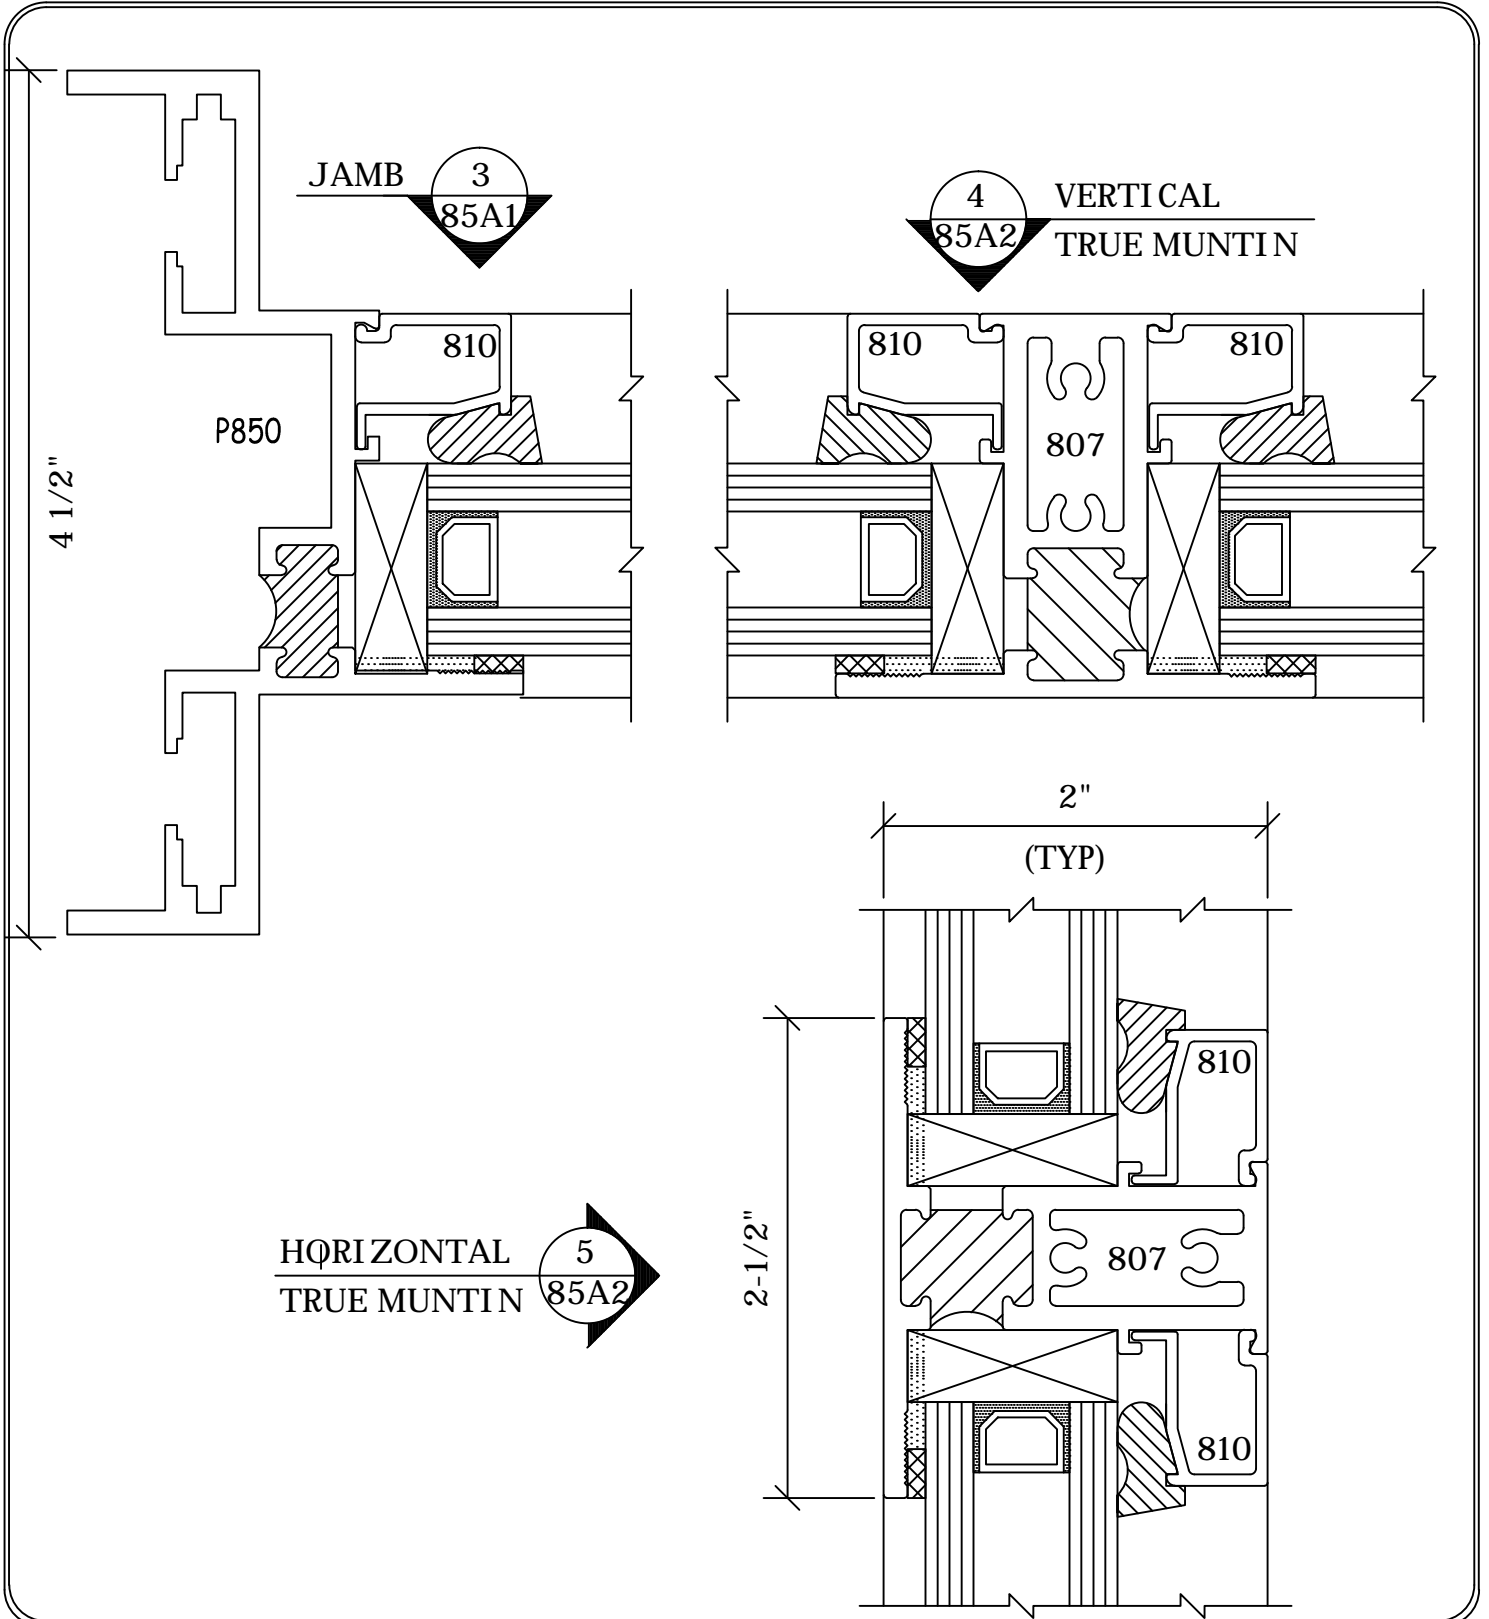 JAMB
3
85A1
4
85A2
VERTICAL
TRUE MUNTIN
810
810
810
P850
807
4 1/2"
2"
(TYP)
810
2-1/2"
HORIZONTAL
TRUE MUNTIN
5
85A2
807
810